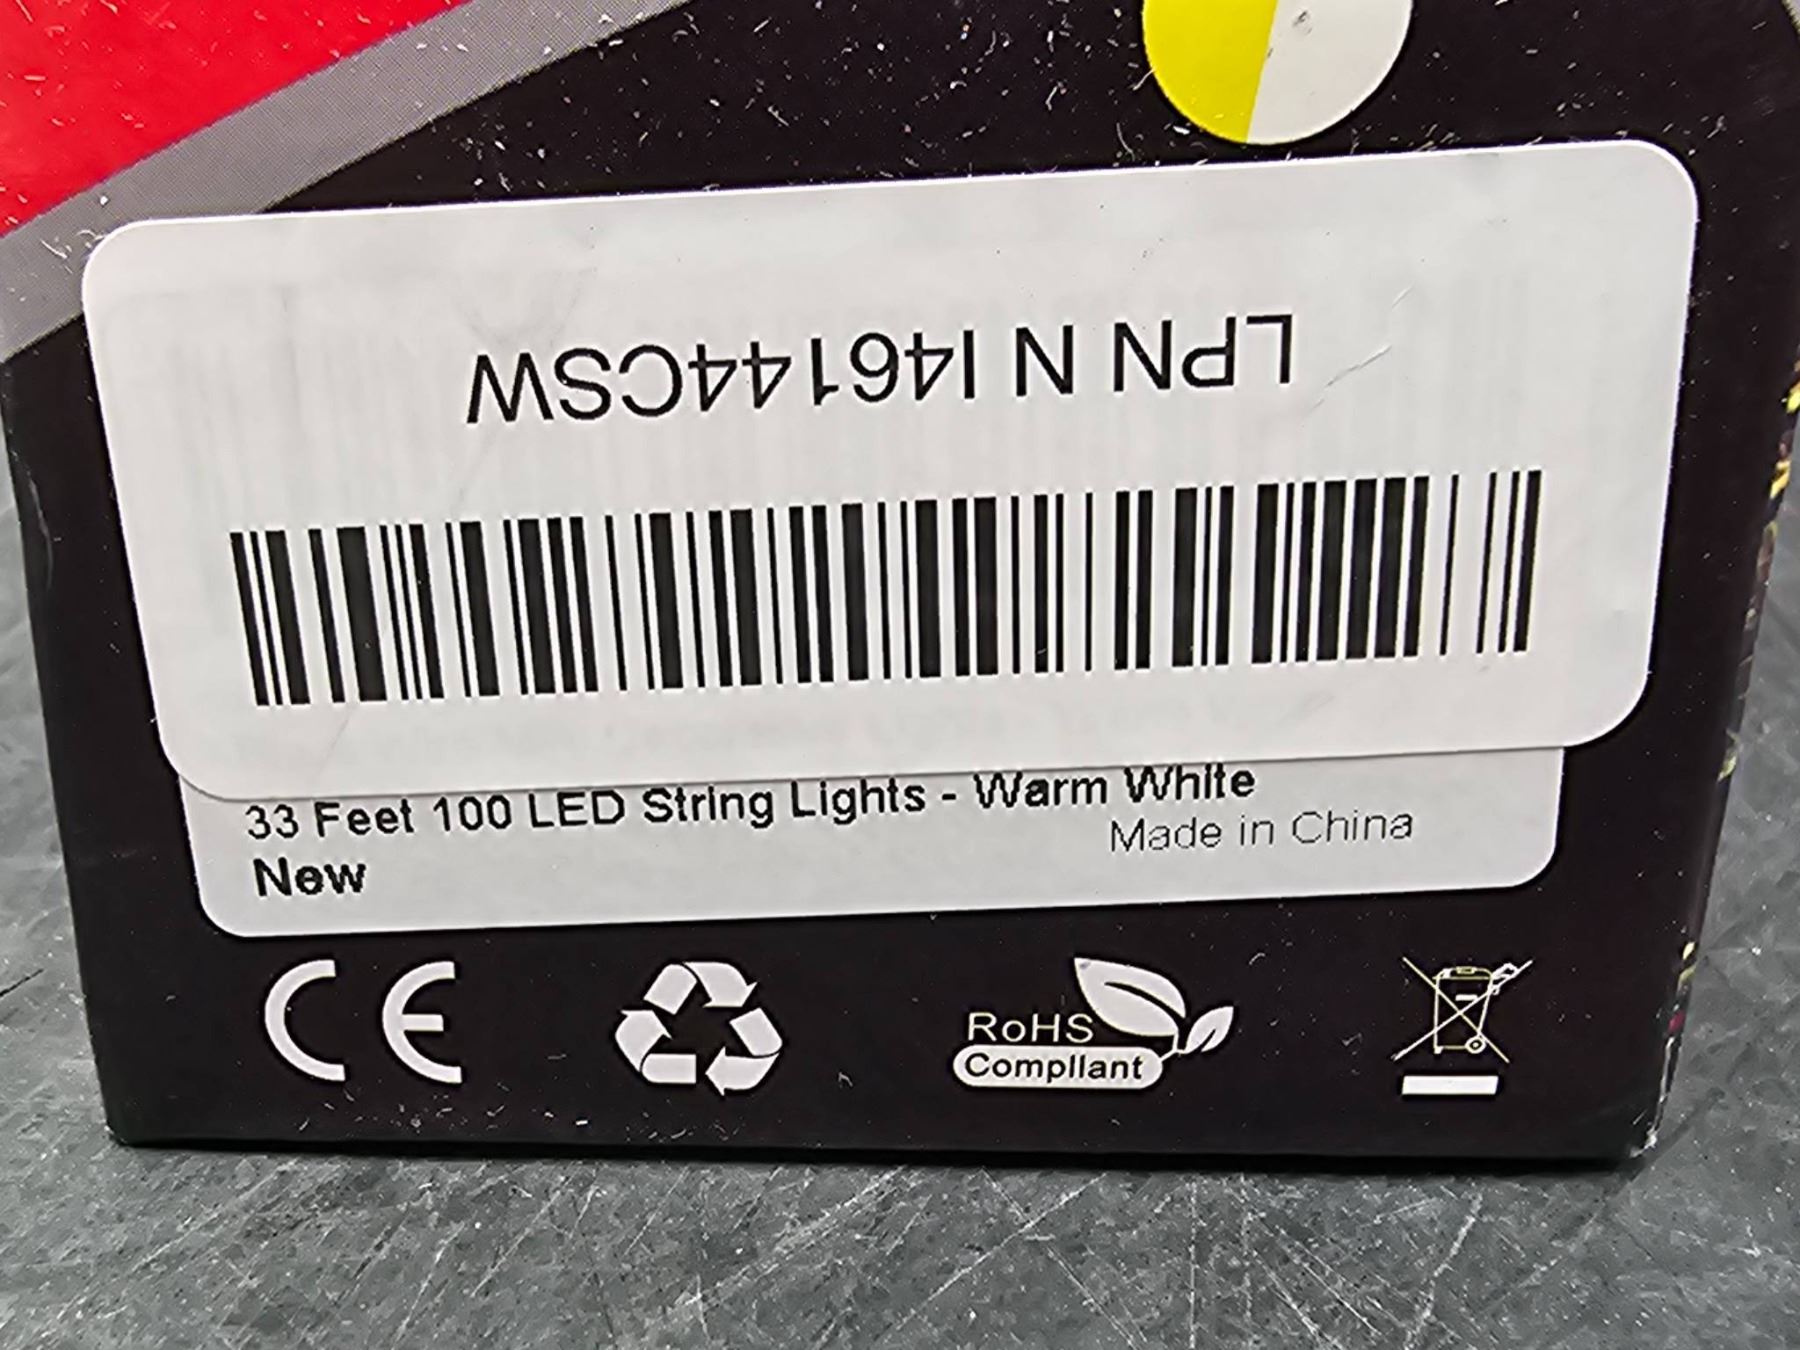 LPN N I46144CSW
33 Feet 100 LED String Lights - Warm White
Made in China
New
CE
RoHS
Compliant